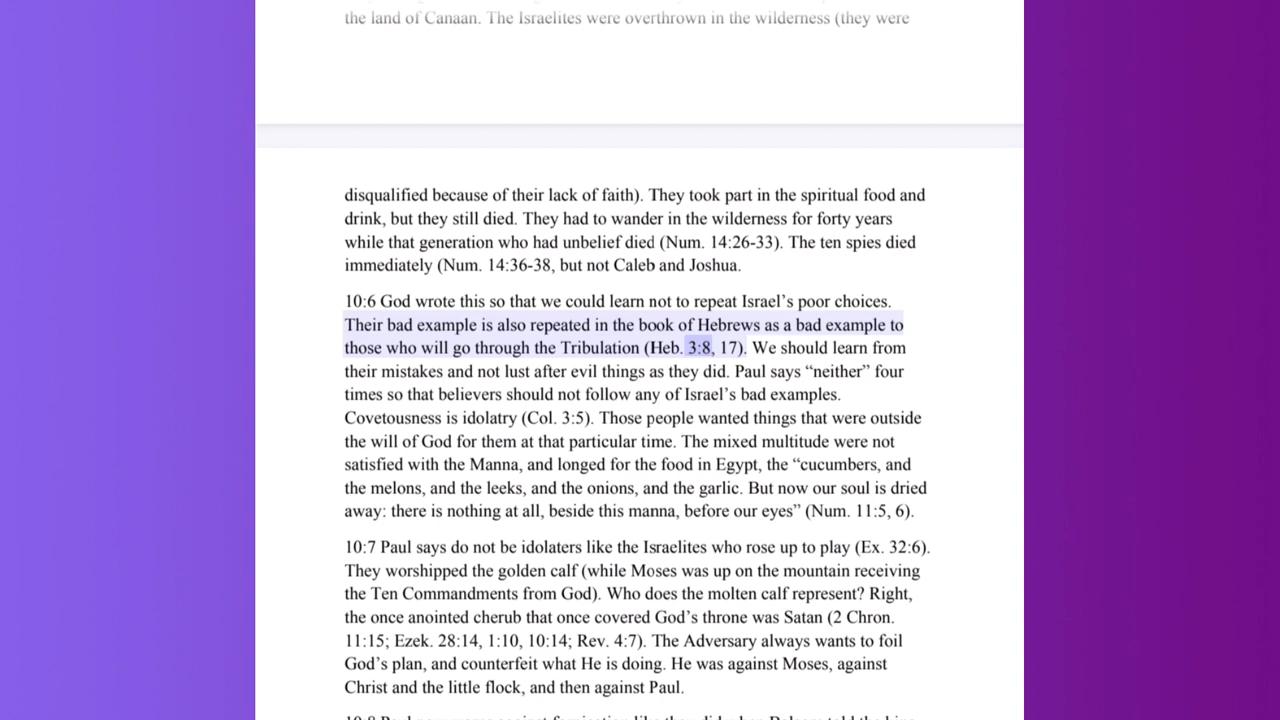 the land of Canaan. The Israelites were overthrown in the wilderness (they were
disqualified because of their lack of faith). They took part in the spiritual food and
drink, but they still died. They had to wander in the wilderness for forty years
while that generation who had unbelief died (Num. 14:26-33). The ten spies died
immediately (Num. 14:36-38, but not Caleb and Joshua.
10:6 God wrote this so that we could learn not to repeat Israel’s poor choices.
Their bad example is also repeated in the book of Hebrews as a bad example to
those who will go through the Tribulation (Heb. 3:8, 17). We should learn from
their mistakes and not lust after evil things as they did. Paul says “neither” four
times so that believers should not follow any of Israel’s bad examples.
Covetousness is idolatry (Col. 3:5). Those people wanted things that were outside
the will of God for them at that particular time. The mixed multitude were not
satisfied with the Manna, and longed for the food in Egypt, the “cucumbers, and
the melons, and the leeks, and the onions, and the garlic. But now our soul is dried
away: there is nothing at all, beside this manna, before our eyes” (Num. 11:5, 6).
10:7 Paul says do not be idolaters like the Israelites who rose up to play (Ex. 32:6).
They worshipped the golden calf (while Moses was up on the mountain receiving
the Ten Commandments from God). Who does the molten calf represent? Right,
the once anointed cherub that once covered God’s throne was Satan (2 Chron.
11:15; Ezek. 28:14, 1:10, 10:14; Rev. 4:7). The Adversary always wants to foil
God’s plan, and counterfeit what He is doing. He was against Moses, against
Christ and the little flock, and then against Paul.